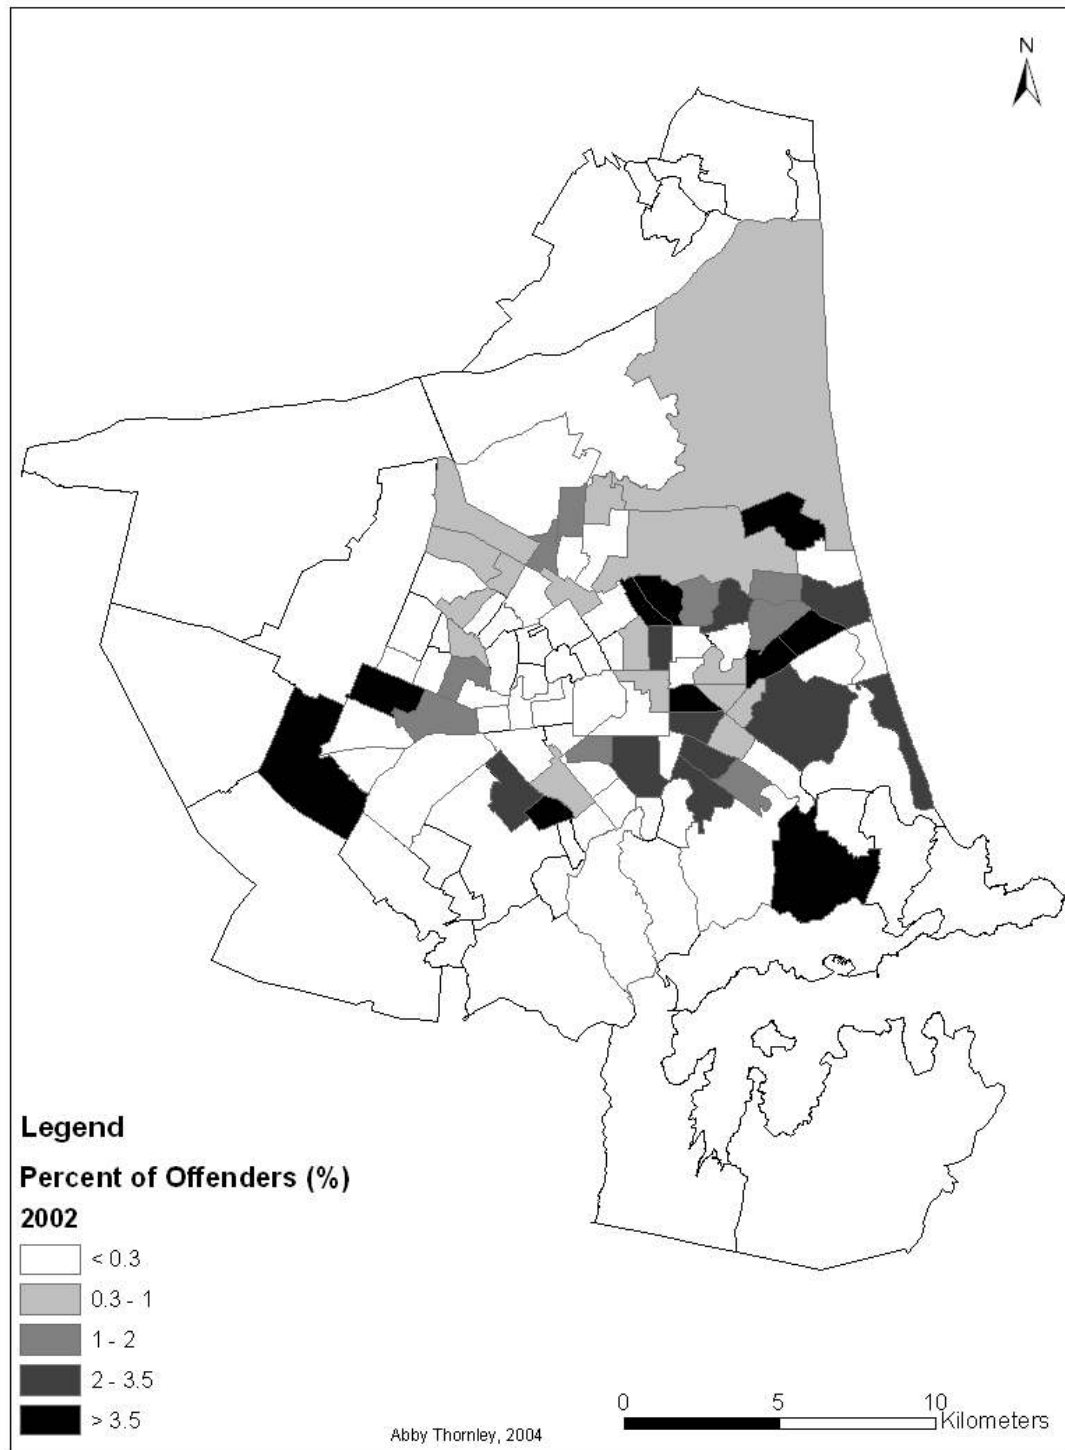 N
Legend
Percent of Offenders (%)
2002
< 0.3
0.3 - 1
1 - 2
2 - 3.5
> 3.5
Abby Thornley, 2004
0 5 10
Kilometers